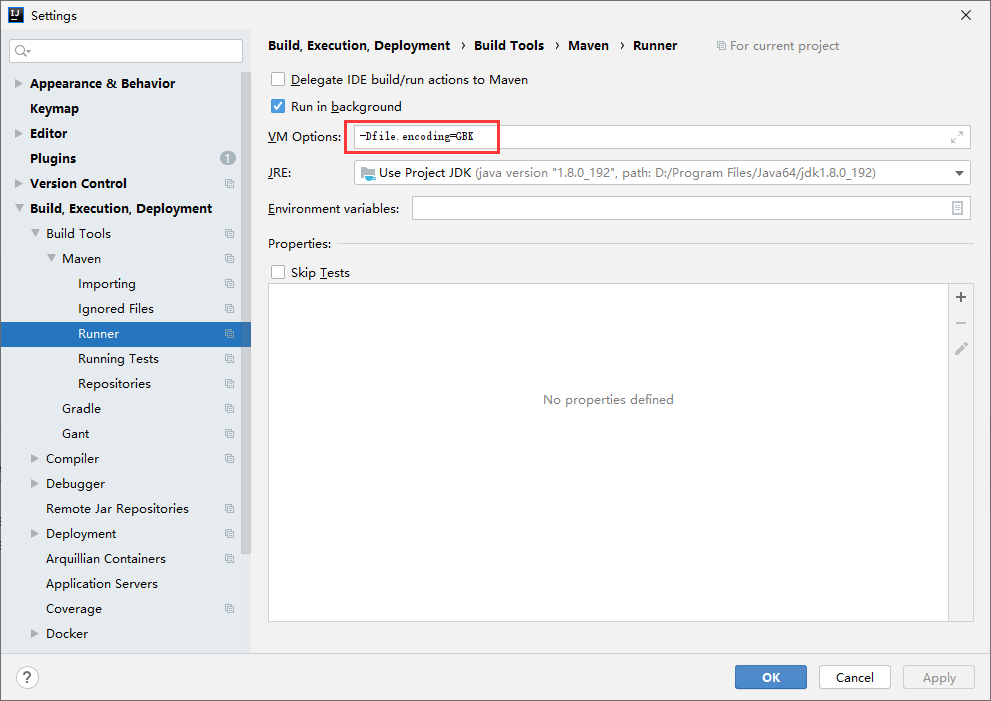 Settings
Build, Execution, Deployment › Build Tools › Maven › Runner For current project
Appearance & Behavior
Keymap
Editor
Plugins 1
Version Control
Build, Execution, Deployment
Build Tools
Maven
Importing
Ignored Files
Runner
Running Tests
Repositories
Gradle
Gant
Compiler
Debugger
Remote Jar Repositories
Deployment
Arquillian Containers
Application Servers
Coverage
Docker
Delegate IDE build/run actions to Maven
Run in background
VM Options: -Dfile.encoding=GBK
JRE: Use Project JDK (java version "1.8.0_192", path: D:/Program Files/Java64/jdk1.8.0_192)
Environment variables:
Properties:
Skip Tests
No properties defined
? OK Cancel Apply